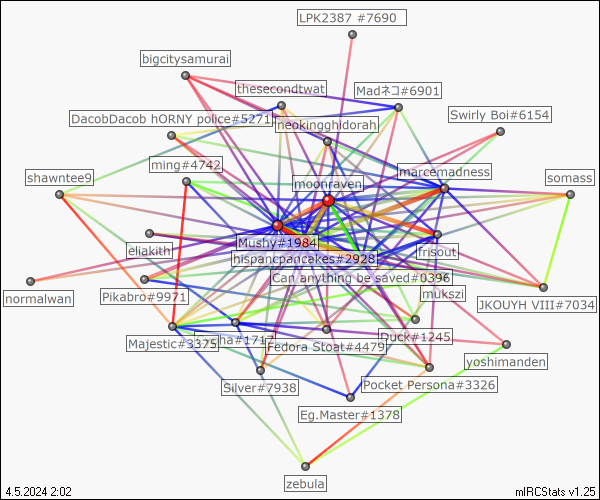 LPK2387 #7690
bigcitysamurai
thesecondtwat
Madネコ#6901
DacobDacob hORNY police#5271
neokingghidorah
Swirly Boi#6154
ming#4742
marcemadness
shawntee9
moonraven
somass
Mushy#1984
eliakith
hispancpancakes#2928
frisout
Can anything be saved#0396
normalwan
Pikabro#9971
mukszi
JKOUYH VIII#7034
Majestic#3375
ha#1717
Fedora Stoat#4479
Duck#1245
yoshimanden
Silver#7938
Pocket Persona#3326
Eg.Master#1378
zebula
4.5.2024 2:02
mIRCStats v1.25